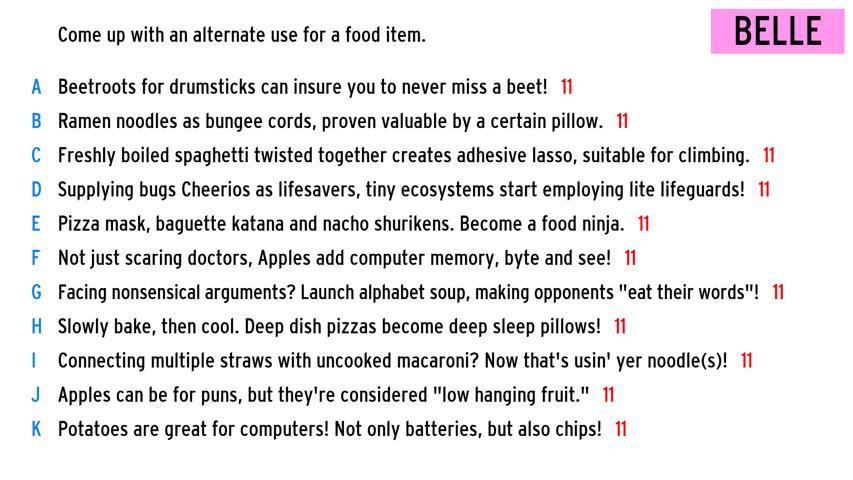 Come up with an alternate use for a food item.
BELLE
A Beetroots for drumsticks can insure you to never miss a beet! 11
B Ramen noodles as bungee cords, proven valuable by a certain pillow. 11
C Freshly boiled spaghetti twisted together creates adhesive lasso, suitable for climbing. 11
D Supplying bugs Cheerios as lifesavers, tiny ecosystems start employing lite lifeguards! 11
E Pizza mask, baguette katana and nacho shurikens. Become a food ninja. 11
F Not just scaring doctors, Apples add computer memory, byte and see! 11
G Facing nonsensical arguments? Launch alphabet soup, making opponents "eat their words"! 11
H Slowly bake, then cool. Deep dish pizzas become deep sleep pillows! 11
I Connecting multiple straws with uncooked macaroni? Now that's usin' yer noodle(s)! 11
J Apples can be for puns, but they're considered "low hanging fruit." 11
K Potatoes are great for computers! Not only batteries, but also chips! 11